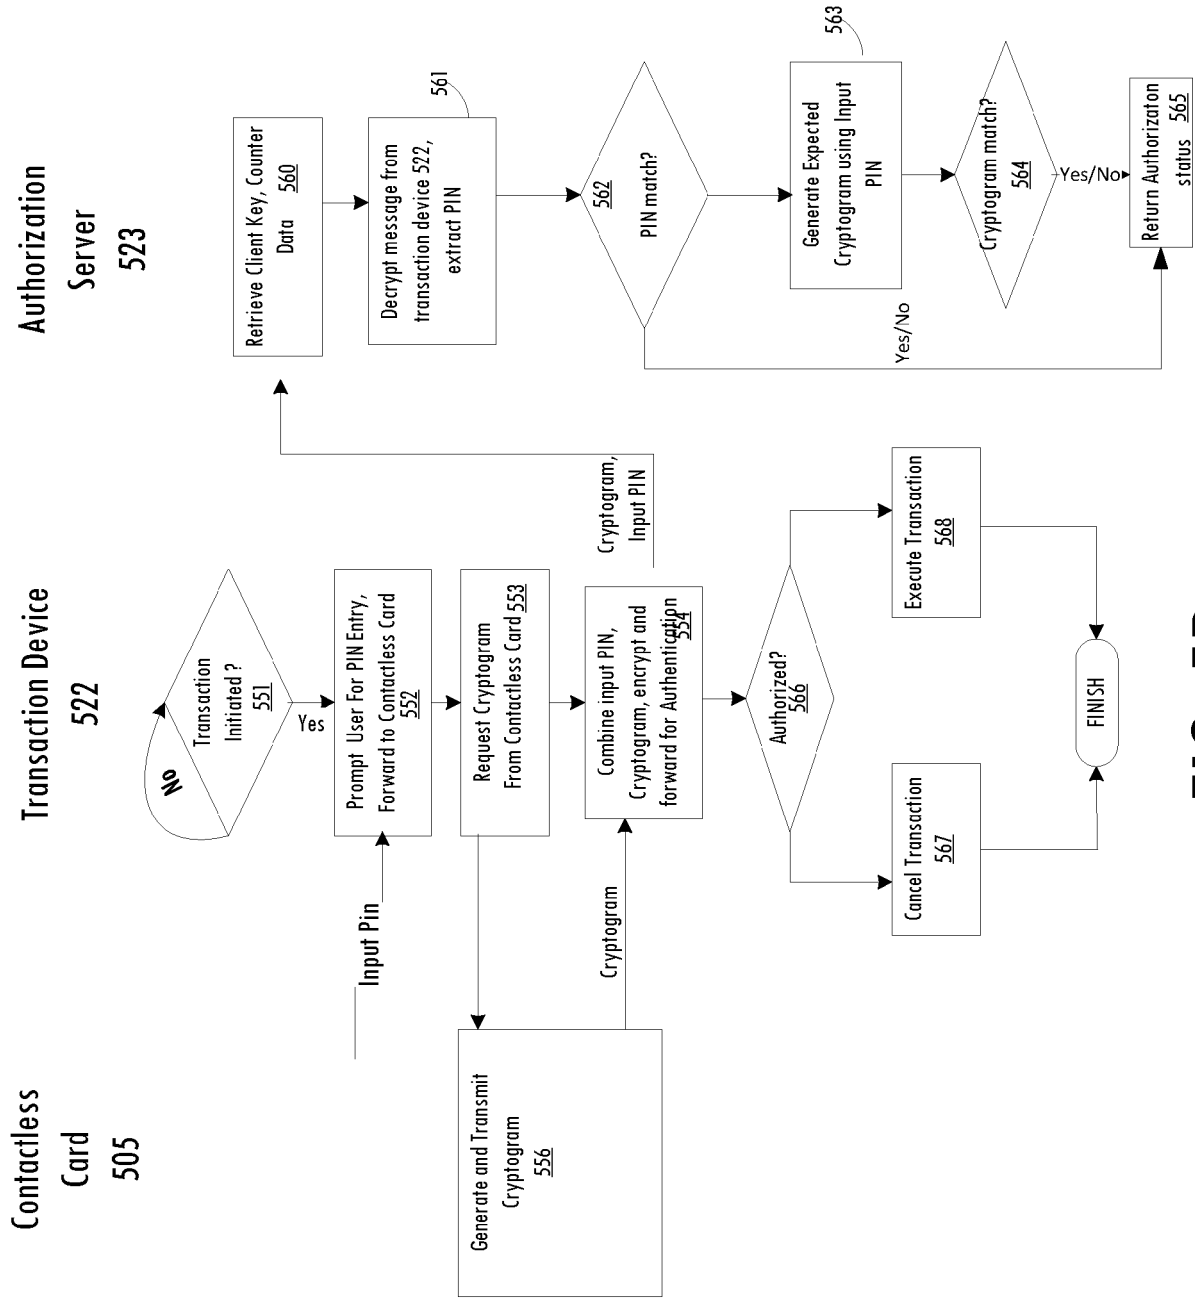 Contactless
Card
505
Transaction Device
522
Authorization
Server
523
Transaction
Initiated ?
551
No
Yes
Input Pin
Prompt User For PIN Entry,
Forward to Contactless Card
552
Request Cryptogram
From Contactless Card 553
Generate and Transmit
Cryptogram
556
Cryptogram
Combine input PIN,
Cryptogram, encrypt and
forward for Authentication
554
Cryptogram,
Input PIN
Authorized?
566
Cancel Transaction
567
Execute Transaction
568
FINISH
Retrieve Client Key, Counter
Data 560
Decrypt message from
transaction device 522,
extract PIN
561
562
PIN match?
Generate Expected
Cryptogram using Input
PIN
563
Yes/No
Cryptogram match?
564
Yes/No
Return Authorizaton
status 565